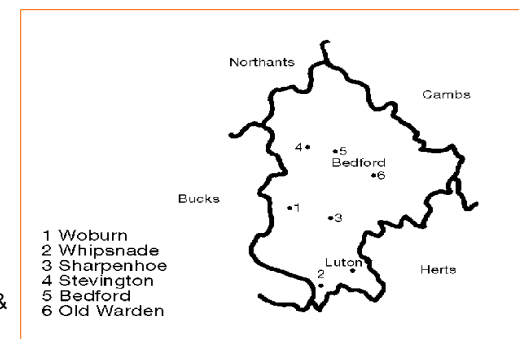 Northants
Cambs
4 5
Bedford
6
Bucks
1
3
1 Woburn
2 Whipsnade
3 Sharpenhoe
4 Stevington
5 Bedford
6 Old Warden
Luton
2
Herts
&